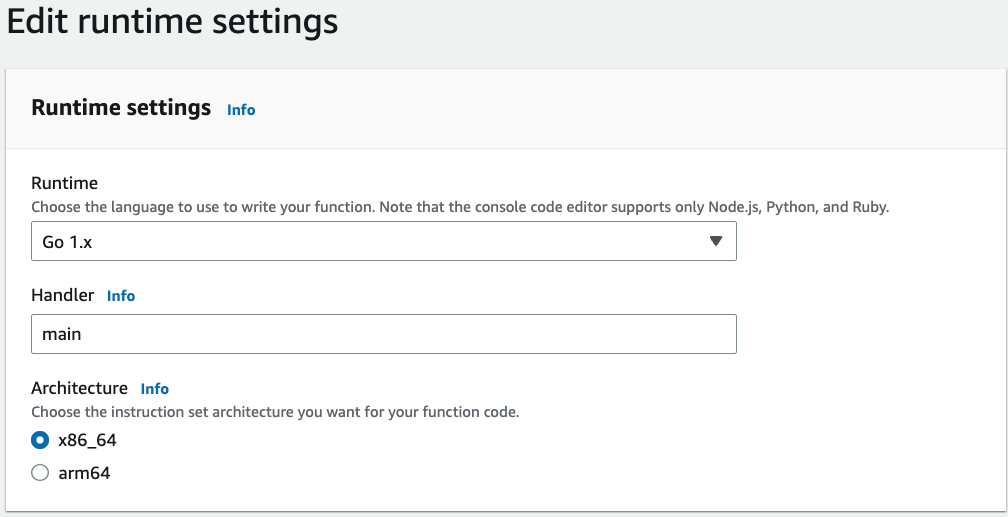 Edit runtime settings
Runtime settings Info
Runtime
Choose the language to use to write your function. Note that the console code editor supports only Node.js, Python, and Ruby.
Go 1.x
Handler Info
main
Architecture Info
Choose the instruction set architecture you want for your function code.
x86_64
arm64